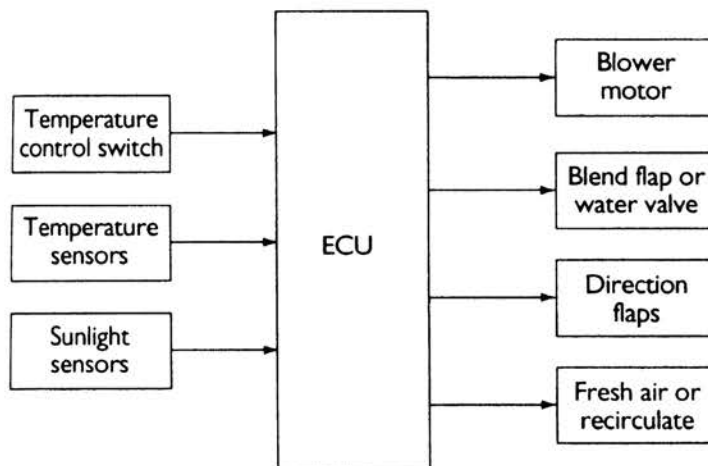 Temperature
control switch
Temperature
sensors
Sunlight
sensors
ECU
Blower
motor
Blend flap or
water valve
Direction
flaps
Fresh air or
recirculate